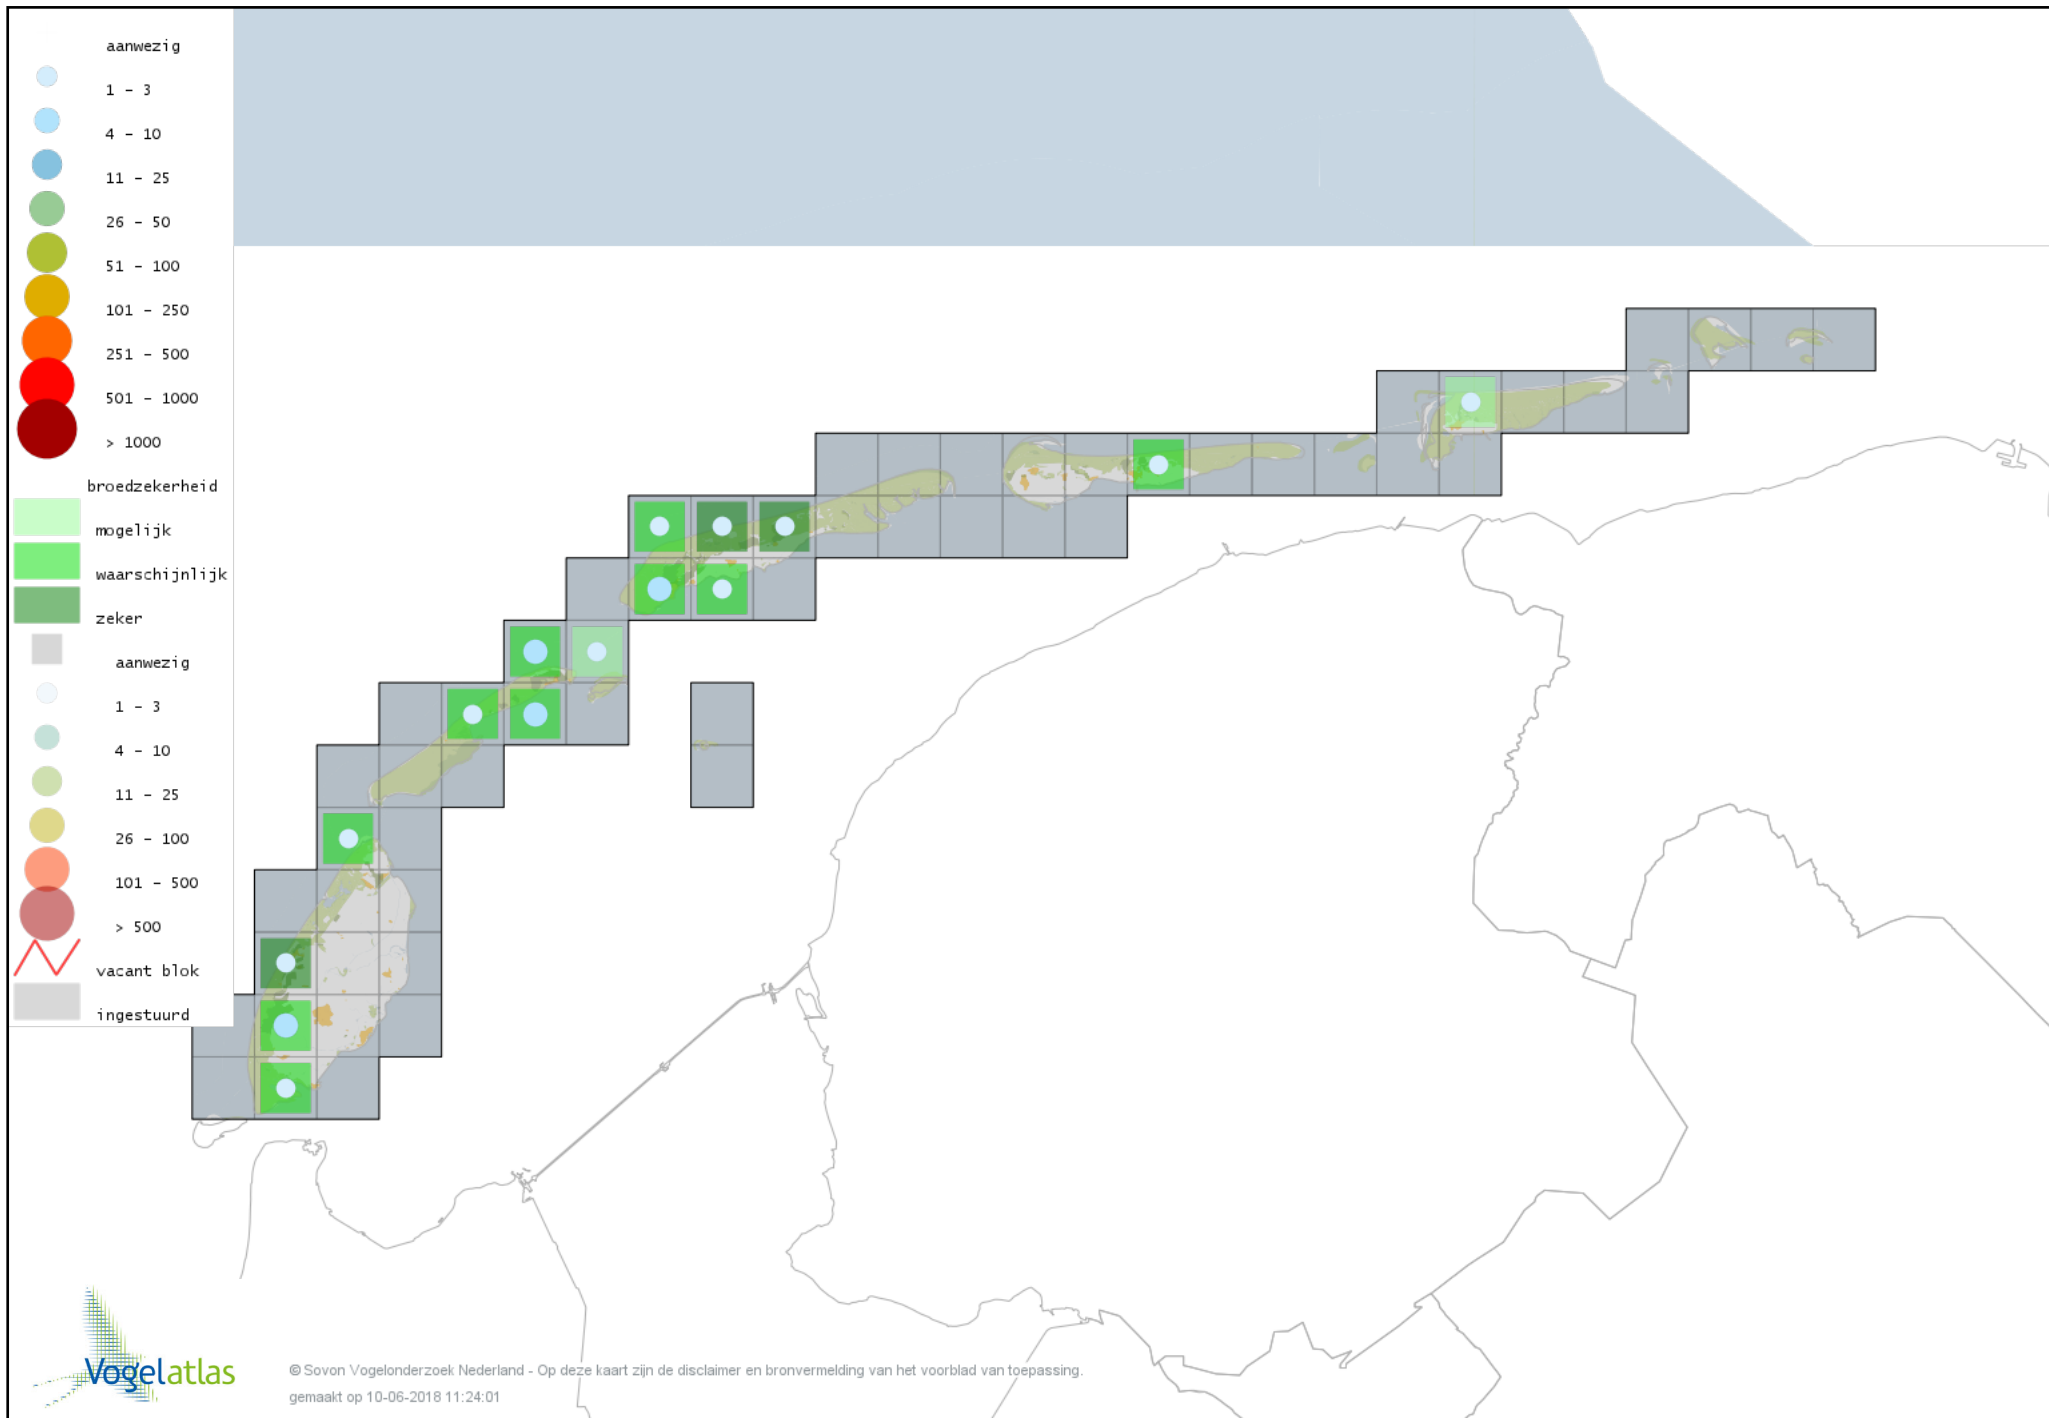 aanwezig
1 - 3
4 - 10
11 - 25
26 - 50
51 - 100
101 - 250
251 - 500
501 - 1000
> 1000
broedzekerheid
mogelijk
waarschijnlijk
zeker
aanwezig
1 - 3
4 - 10
11 - 25
26 - 100
101 - 500
> 500
vacant blok
ingestuurd
Vogelatlas
© Sovon Vogelonderzoek Nederland - Op deze kaart zijn de disclaimer en bronvermelding van het voorblad van toepassing.
gemaakt op 10-06-2018 11:24:01